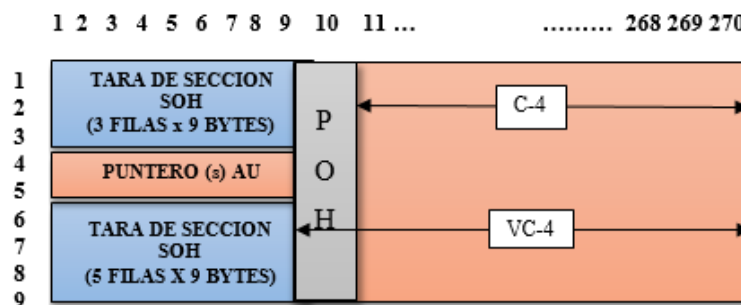 1 2 3 4 5 6 7 8 9 10 11 ... ......... 268 269 270
1
2
3
4
5
6
7
8
9
TARA DE SECCION
SOH
(3 FILAS x 9 BYTES)
PUNTERO (s) AU
TARA DE SECCION
SOH
(5 FILAS X 9 BYTES)
P
O
H
C-4
VC-4